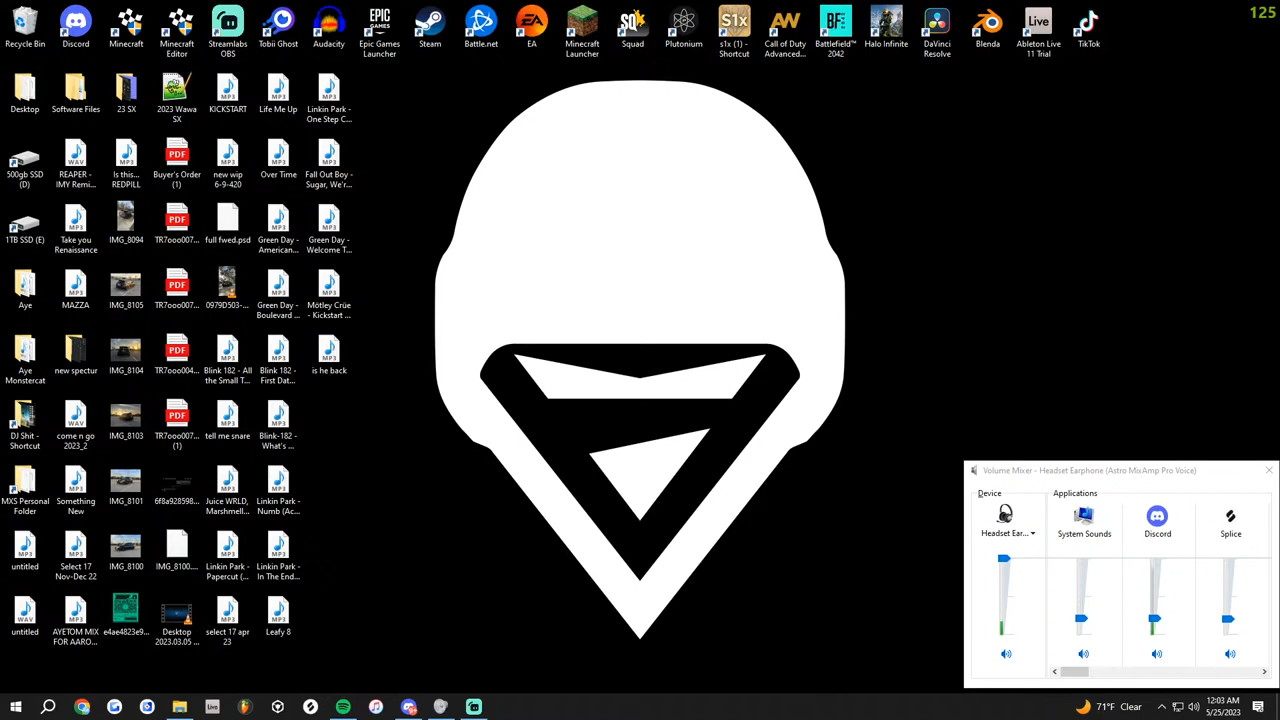 125
Recycle Bin
Discord
Minecraft
Minecraft Editor
Streamlabs OBS
Tobii Ghost
Audacity
Epic Games Launcher
Steam
Battle.net
EA
Minecraft Launcher
Squad
Plutonium
s1x (1) - Shortcut
Call of Duty Advanced...
Battlefield™ 2042
Halo Infinite
DaVinci Resolve
Blenda
Ableton Live 11 Trial
TikTok
Desktop
Software Files
23 SX
2023 Wawa SX
KICKSTART
Life Me Up
Linkin Park - One Step C...
500gb SSD (D)
REAPER - IMY Remi...
Is this... REDPILL
Buyer's Order (1)
new wip 6-9-420
Over Time
Fall Out Boy - Sugar, We'r...
1TB SSD (E)
Take you Renaissance
IMG_8094
TR7ooo007...
full fwed.psd
Green Day - American...
Green Day - Welcome T...
Aye
MAZZA
IMG_8105
TR7ooo007...
0979D503-...
Green Day - Boulevard ...
Mötley Crüe - Kickstart ...
Aye Monstercat
new spectur
IMG_8104
TR7ooo004...
Blink 182 - All the Small T...
Blink 182 - First Dat...
is he back
DJ Shit - Shortcut
come n go 2023_2
IMG_8103
TR7ooo007... (1)
tell me snare
Blink-182 - What's ...
MXS Personal Folder
Something New
IMG_8101
6f8a928598...
Juice WRLD, Marshmell...
Linkin Park - Numb (Ac...
untitled
Select 17 Nov-Dec 22
IMG_8100
IMG_8100....
Linkin Park - Papercut (...
Linkin Park - In The End...
untitled
AYETOM MIX FOR AARO...
e4ae4823e9...
Desktop 2023.03.05 ...
select 17 apr 23
Leafy 8
Volume Mixer - Headset Earphone (Astro MixAmp Pro Voice)
Device
Applications
Headset Ear...
System Sounds
Discord
Splice
71°F Clear
12:03 AM
5/25/2023